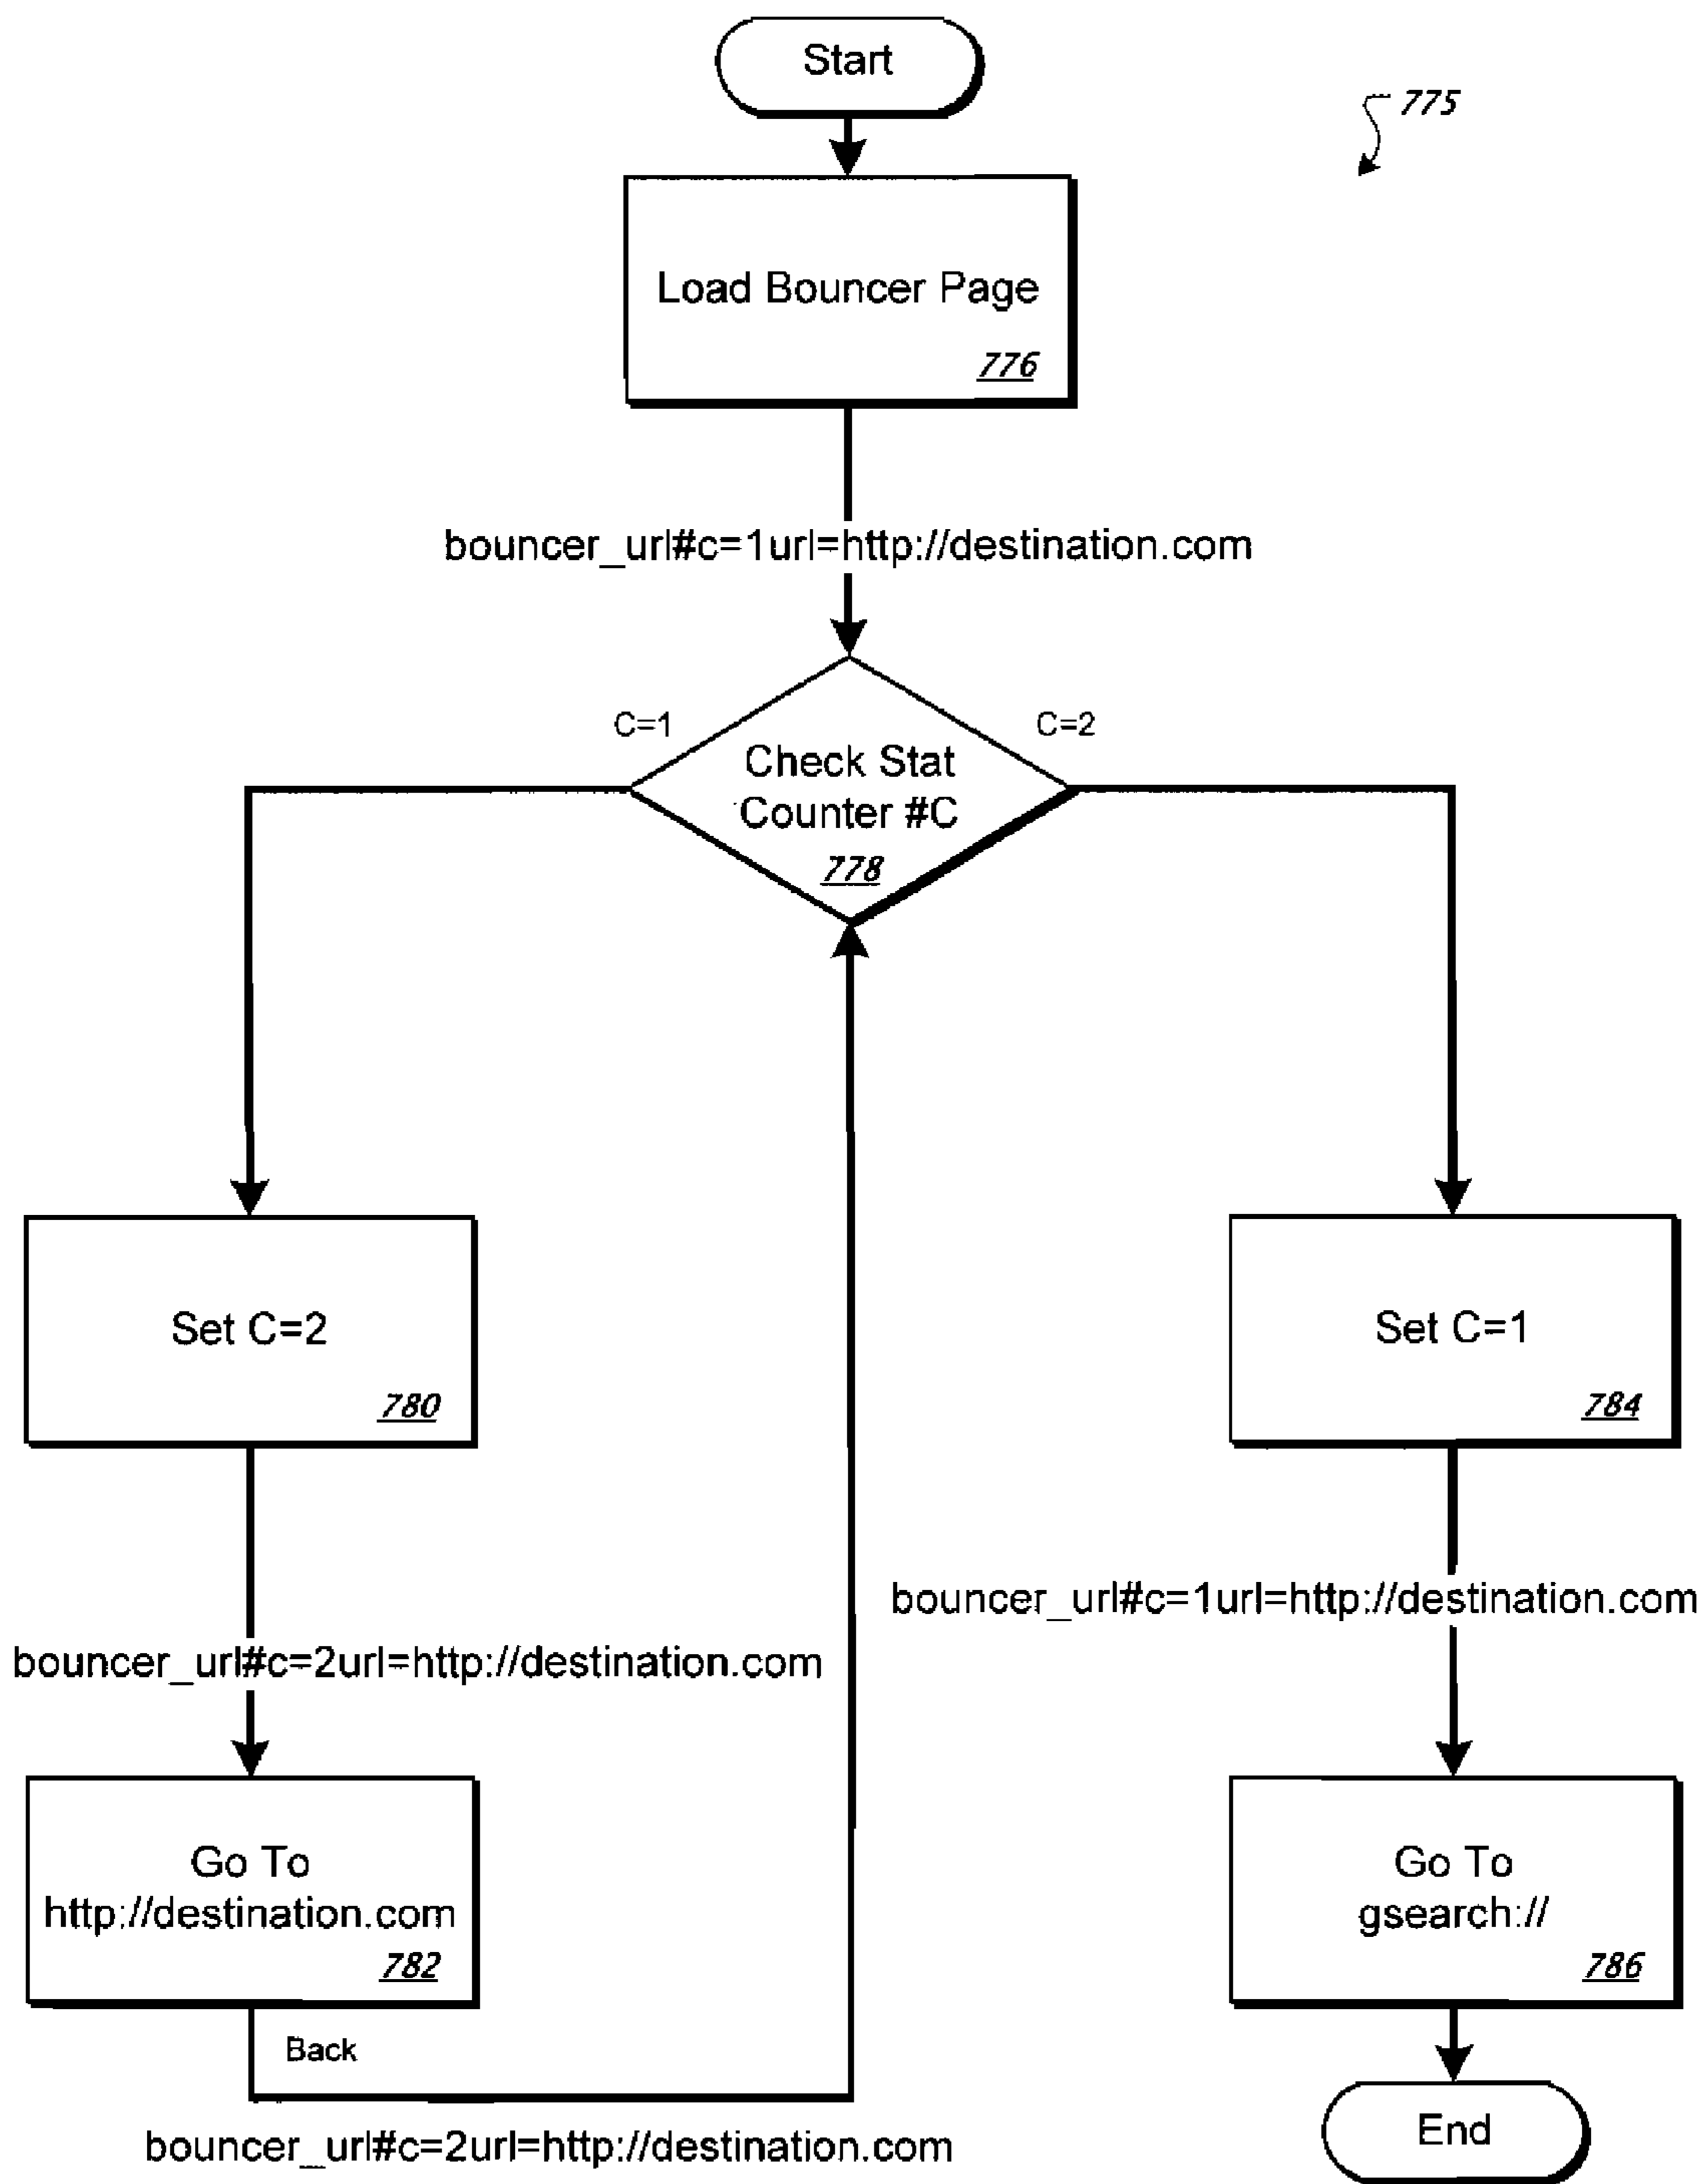 Start
775
Load Bouncer Page
776
bouncer_url#c=1url=http://destination.com
C=1
C=2
Check Stat
Counter #C
778
Set C=2
780
Set C=1
784
bouncer_url#c=1url=http://destination.com
bouncer_url#c=2url=http://destination.com
Go To
http://destination.com
782
Go To
gsearch://
786
Back
bouncer_url#c=2url=http://destination.com
End